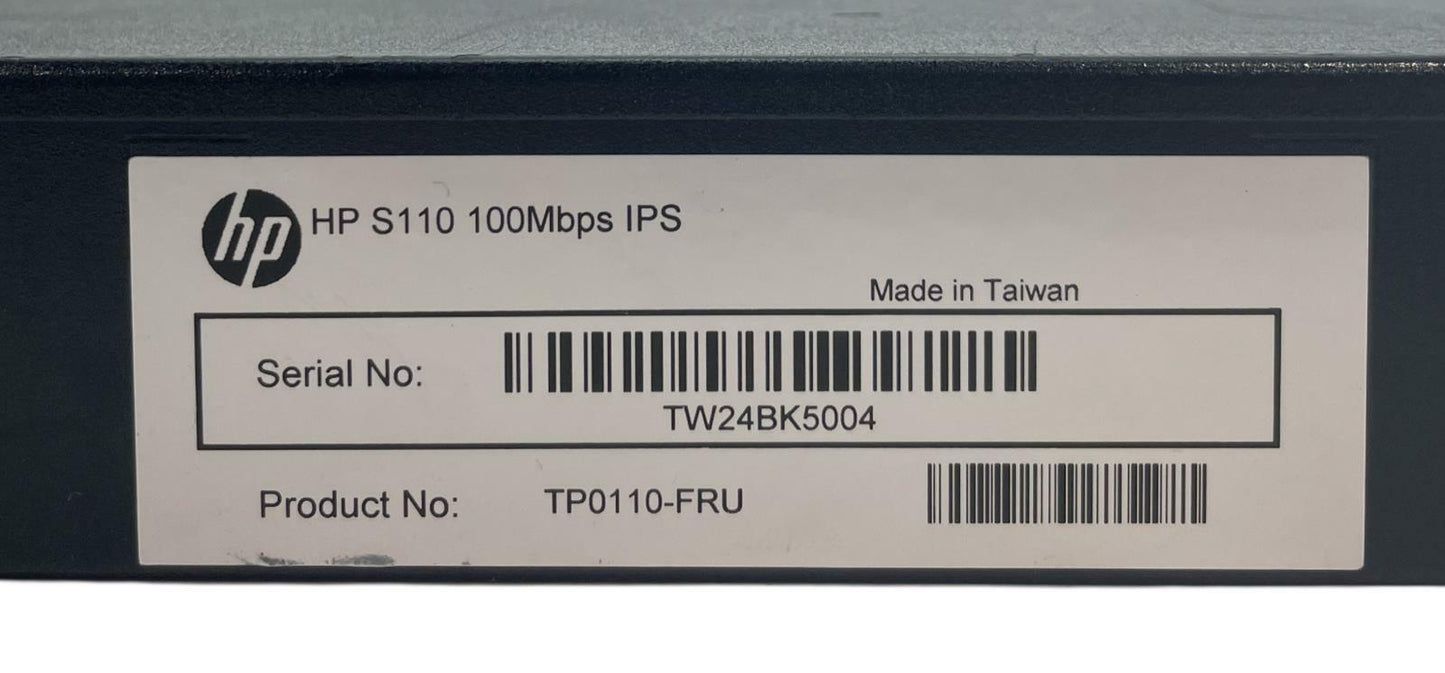 hp HP S110 100Mbps IPS
Made in Taiwan
Serial No:
TW24BK5004
Product No: TP0110-FRU